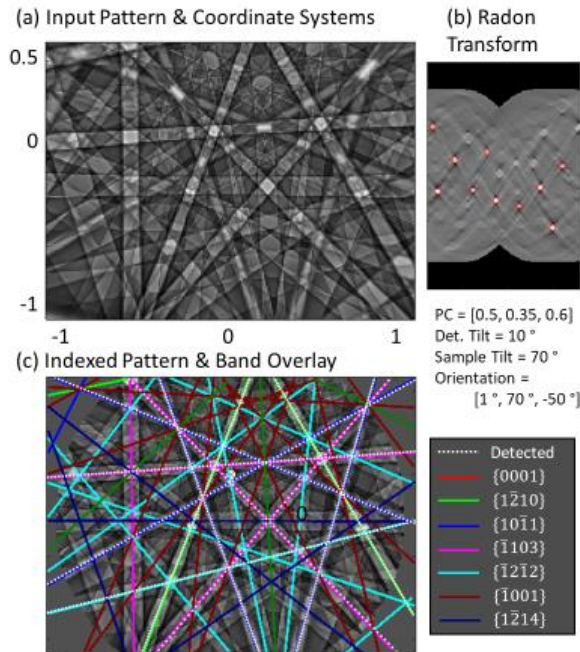 (a) Input Pattern & Coordinate Systems
0.5
0
-1
-1
0
1
(b) Radon
Transform
PC = [0.5, 0.35, 0.6]
Det. Tilt = 10 °
Sample Tilt = 70 °
Orientation =
[1 °, 70 °, -50 °]
(c) Indexed Pattern & Band Overlay
0
Detected
{0001}
{12̄10}
{101̄1}
{1̄103}
{1̄21̄2}
{1̄001}
{12̄14}